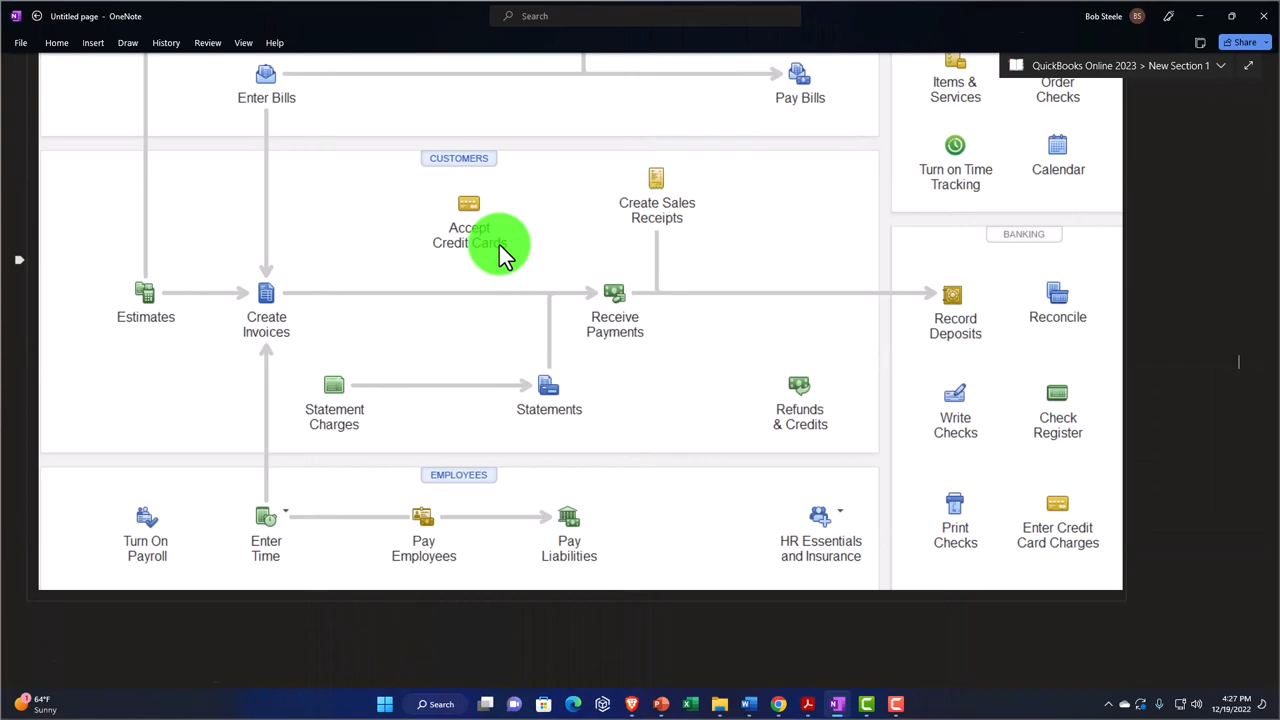 Untitled page - OneNote
Search
Bob Steele
BS
File
Home
Insert
Draw
History
Review
View
Help
Share
QuickBooks Online 2023 > New Section 1
Enter Bills
Pay Bills
Items &
Services
Order
Checks
Turn on Time
Tracking
Calendar
CUSTOMERS
Accept
Credit Cards
Create Sales
Receipts
Estimates
Create
Invoices
Receive
Payments
Statement
Charges
Statements
Refunds
& Credits
BANKING
Record
Deposits
Reconcile
Write
Checks
Check
Register
Print
Checks
Enter Credit
Card Charges
EMPLOYEES
Turn On
Payroll
Enter
Time
Pay
Employees
Pay
Liabilities
HR Essentials
and Insurance
1
64°F
Sunny
Search
4:27 PM
12/19/2022